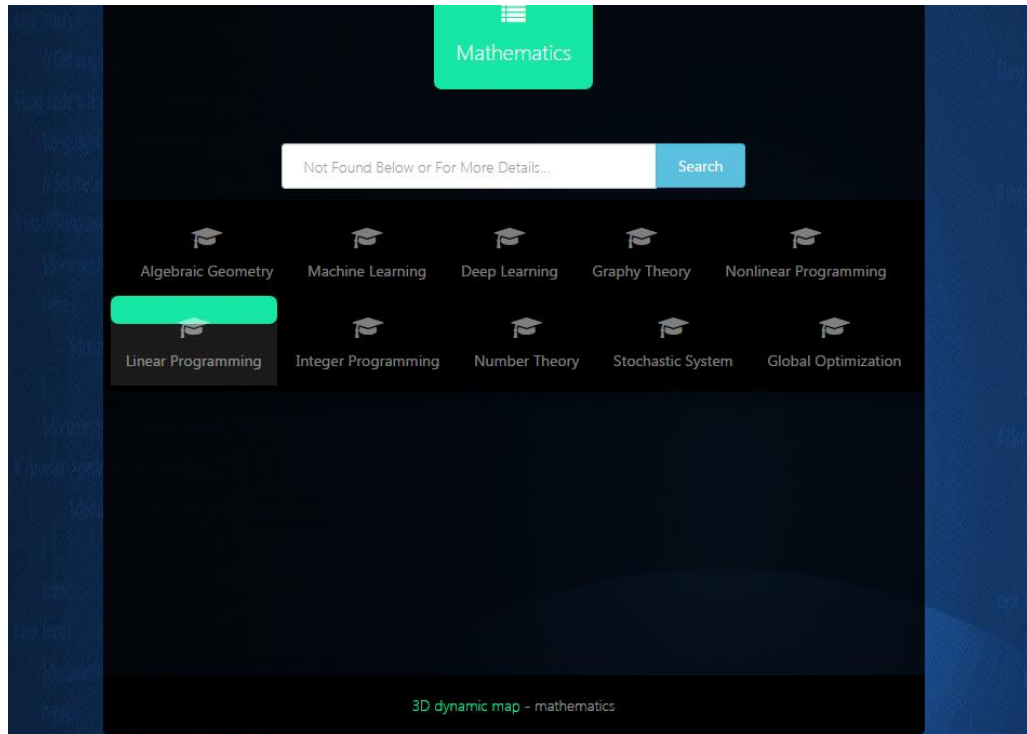 Mathematics
Not Found Below or For More Details...
Search
Algebraic Geometry
Machine Learning
Deep Learning
Graphy Theory
Nonlinear Programming
Linear Programming
Integer Programming
Number Theory
Stochastic System
Global Optimization
3D dynamic map - mathematics